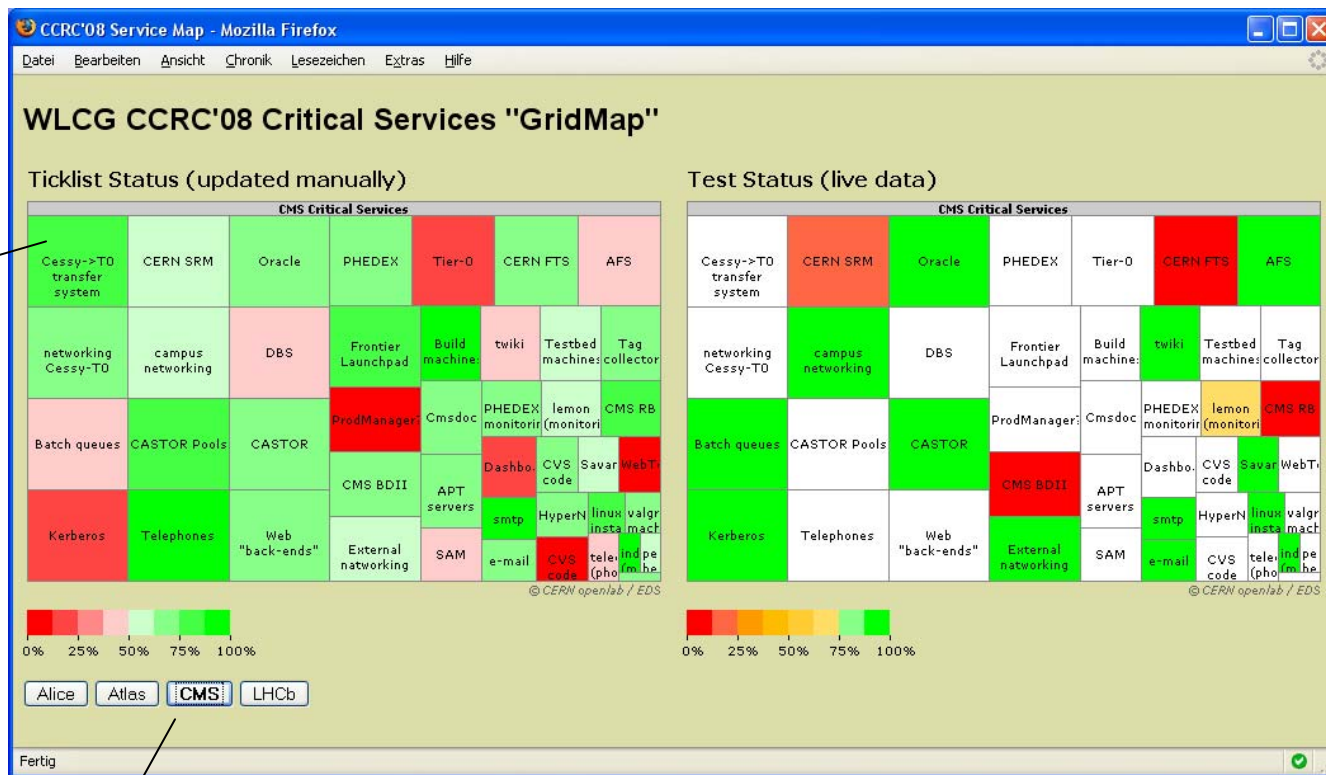 CCRC'08 Service Map - Mozilla Firefox
Datei Bearbeiten Ansicht Chronik Lesezeichen Extras Hilfe
WLCG CCRC'08 Critical Services "GridMap"
Ticklist Status (updated manually)
CMS Critical Services
Cessy->T0
transfer
system
CERN SRM
Oracle
PHEDEX
Tier-0
CERN FTS
AFS
networking
Cessy-T0
campus
networking
DBS
Frontier
Launchpad
Build
machine
twiki
Testbed
machines
Tag
collector
Batch queues
CASTOR Pools
CASTOR
ProdManager
Cmsdoc
PHEDEX
monitorin
lemon
(monitori
CMS RB
CMS BDII
APT
servers
Dashbo.
CVS
code
Savar
WebT
Kerberos
Telephones
Web
"back-ends"
External
natworking
SAM
smtp
HyperN
linux
insta
valgr
mach
e-mail
CVS
code
tele
(pho
ind
(m
pe
he
© CERN openlab / EDS
0% 25% 50% 75% 100%
Test Status (live data)
CMS Critical Services
Cessy->T0
transfer
system
CERN SRM
Oracle
PHEDEX
Tier-0
CERN FTS
AFS
networking
Cessy-T0
campus
networking
DBS
Frontier
Launchpad
Build
machine
twiki
Testbed
machines
Tag
collector
Batch queues
CASTOR Pools
CASTOR
ProdManager
Cmsdoc
PHEDEX
monitorin
lemon
(monitori
CMS RB
CMS BDII
APT
servers
Dashbo.
CVS
code
Savar
WebT
Kerberos
Telephones
Web
"back-ends"
External
natworking
SAM
smtp
HyperN
linux
insta
valgr
mach
e-mail
CVS
code
tele
(pho
ind
(m
pe
he
© CERN openlab / EDS
0% 25% 50% 75% 100%
Alice Atlas CMS LHCb
Fertig